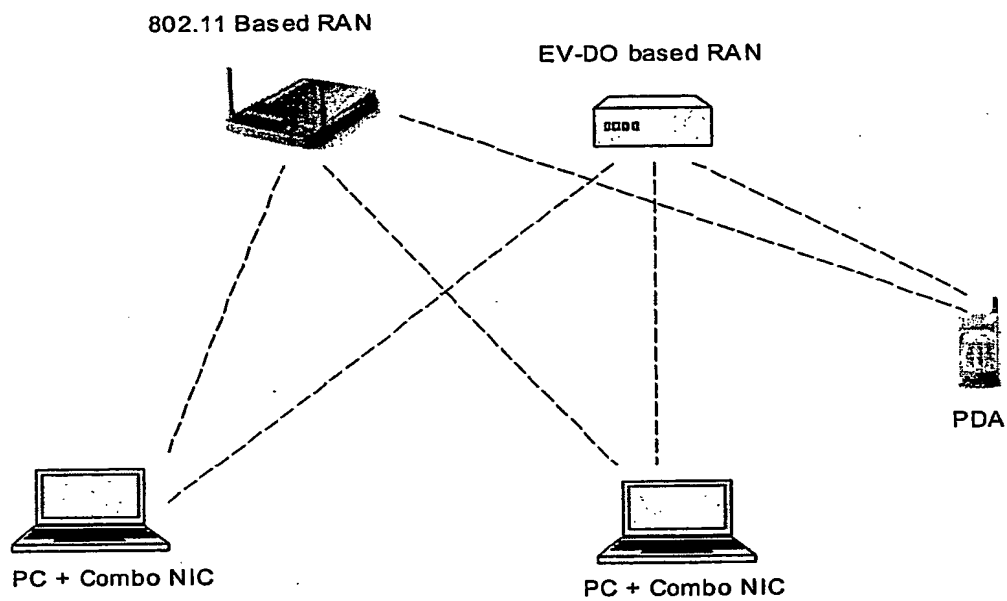 802.11 Based RAN
EV-DO based RAN
PDA
PC + Combo NIC
PC + Combo NIC